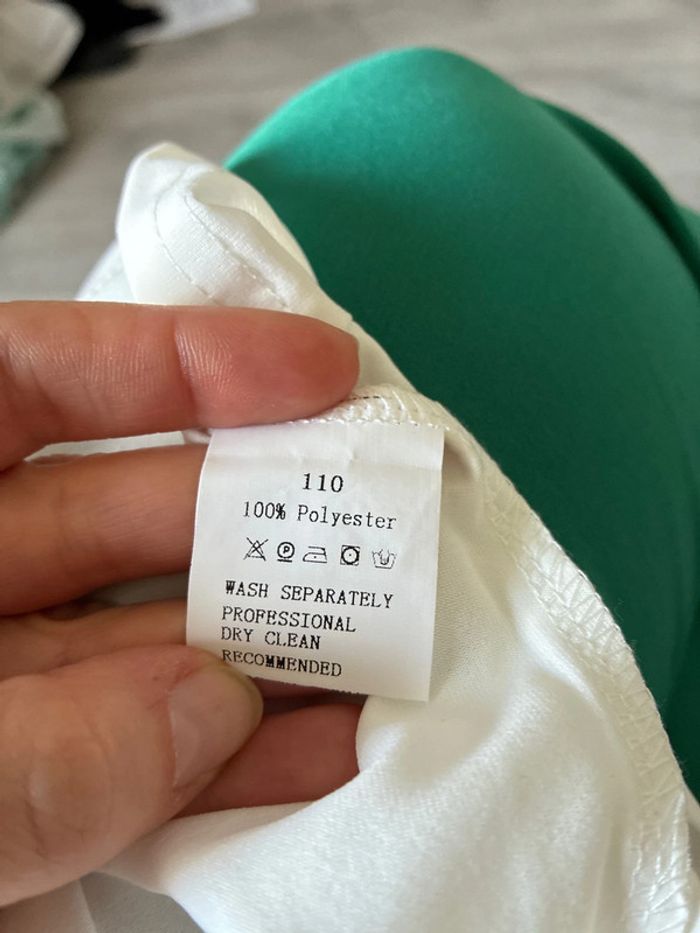 110
100% Polyester
P
WASH SEPARATELY
PROFESSIONAL
DRY CLEAN
RECOMMENDED